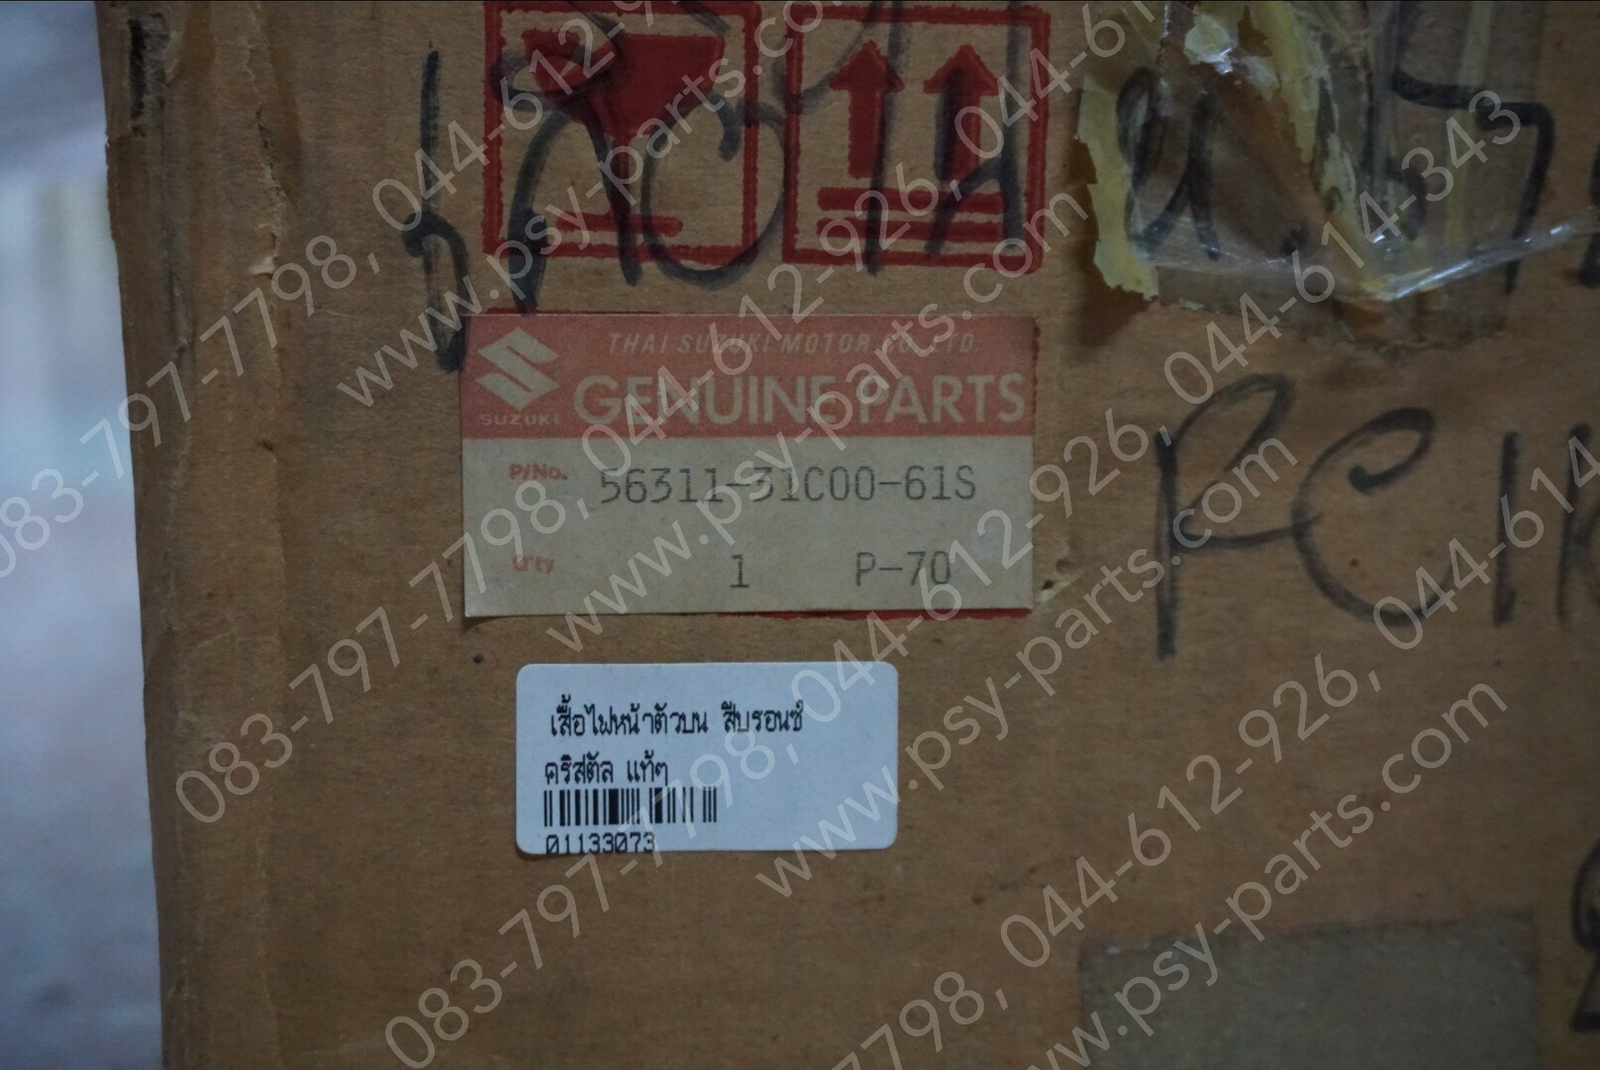 THAI SUZUKI MOTOR CO.,LTD.
SUZUKI
GENUINE PARTS
P/No. 56311-31C00-61S
Q'ty 1 P-70
เสื้อไฟหน้าตัวบน สีบรอนซ์
คริสตัล แท้ๆ
01133073
083-797-7798, 044-612-926, 044-614-343
www.psy-parts.com